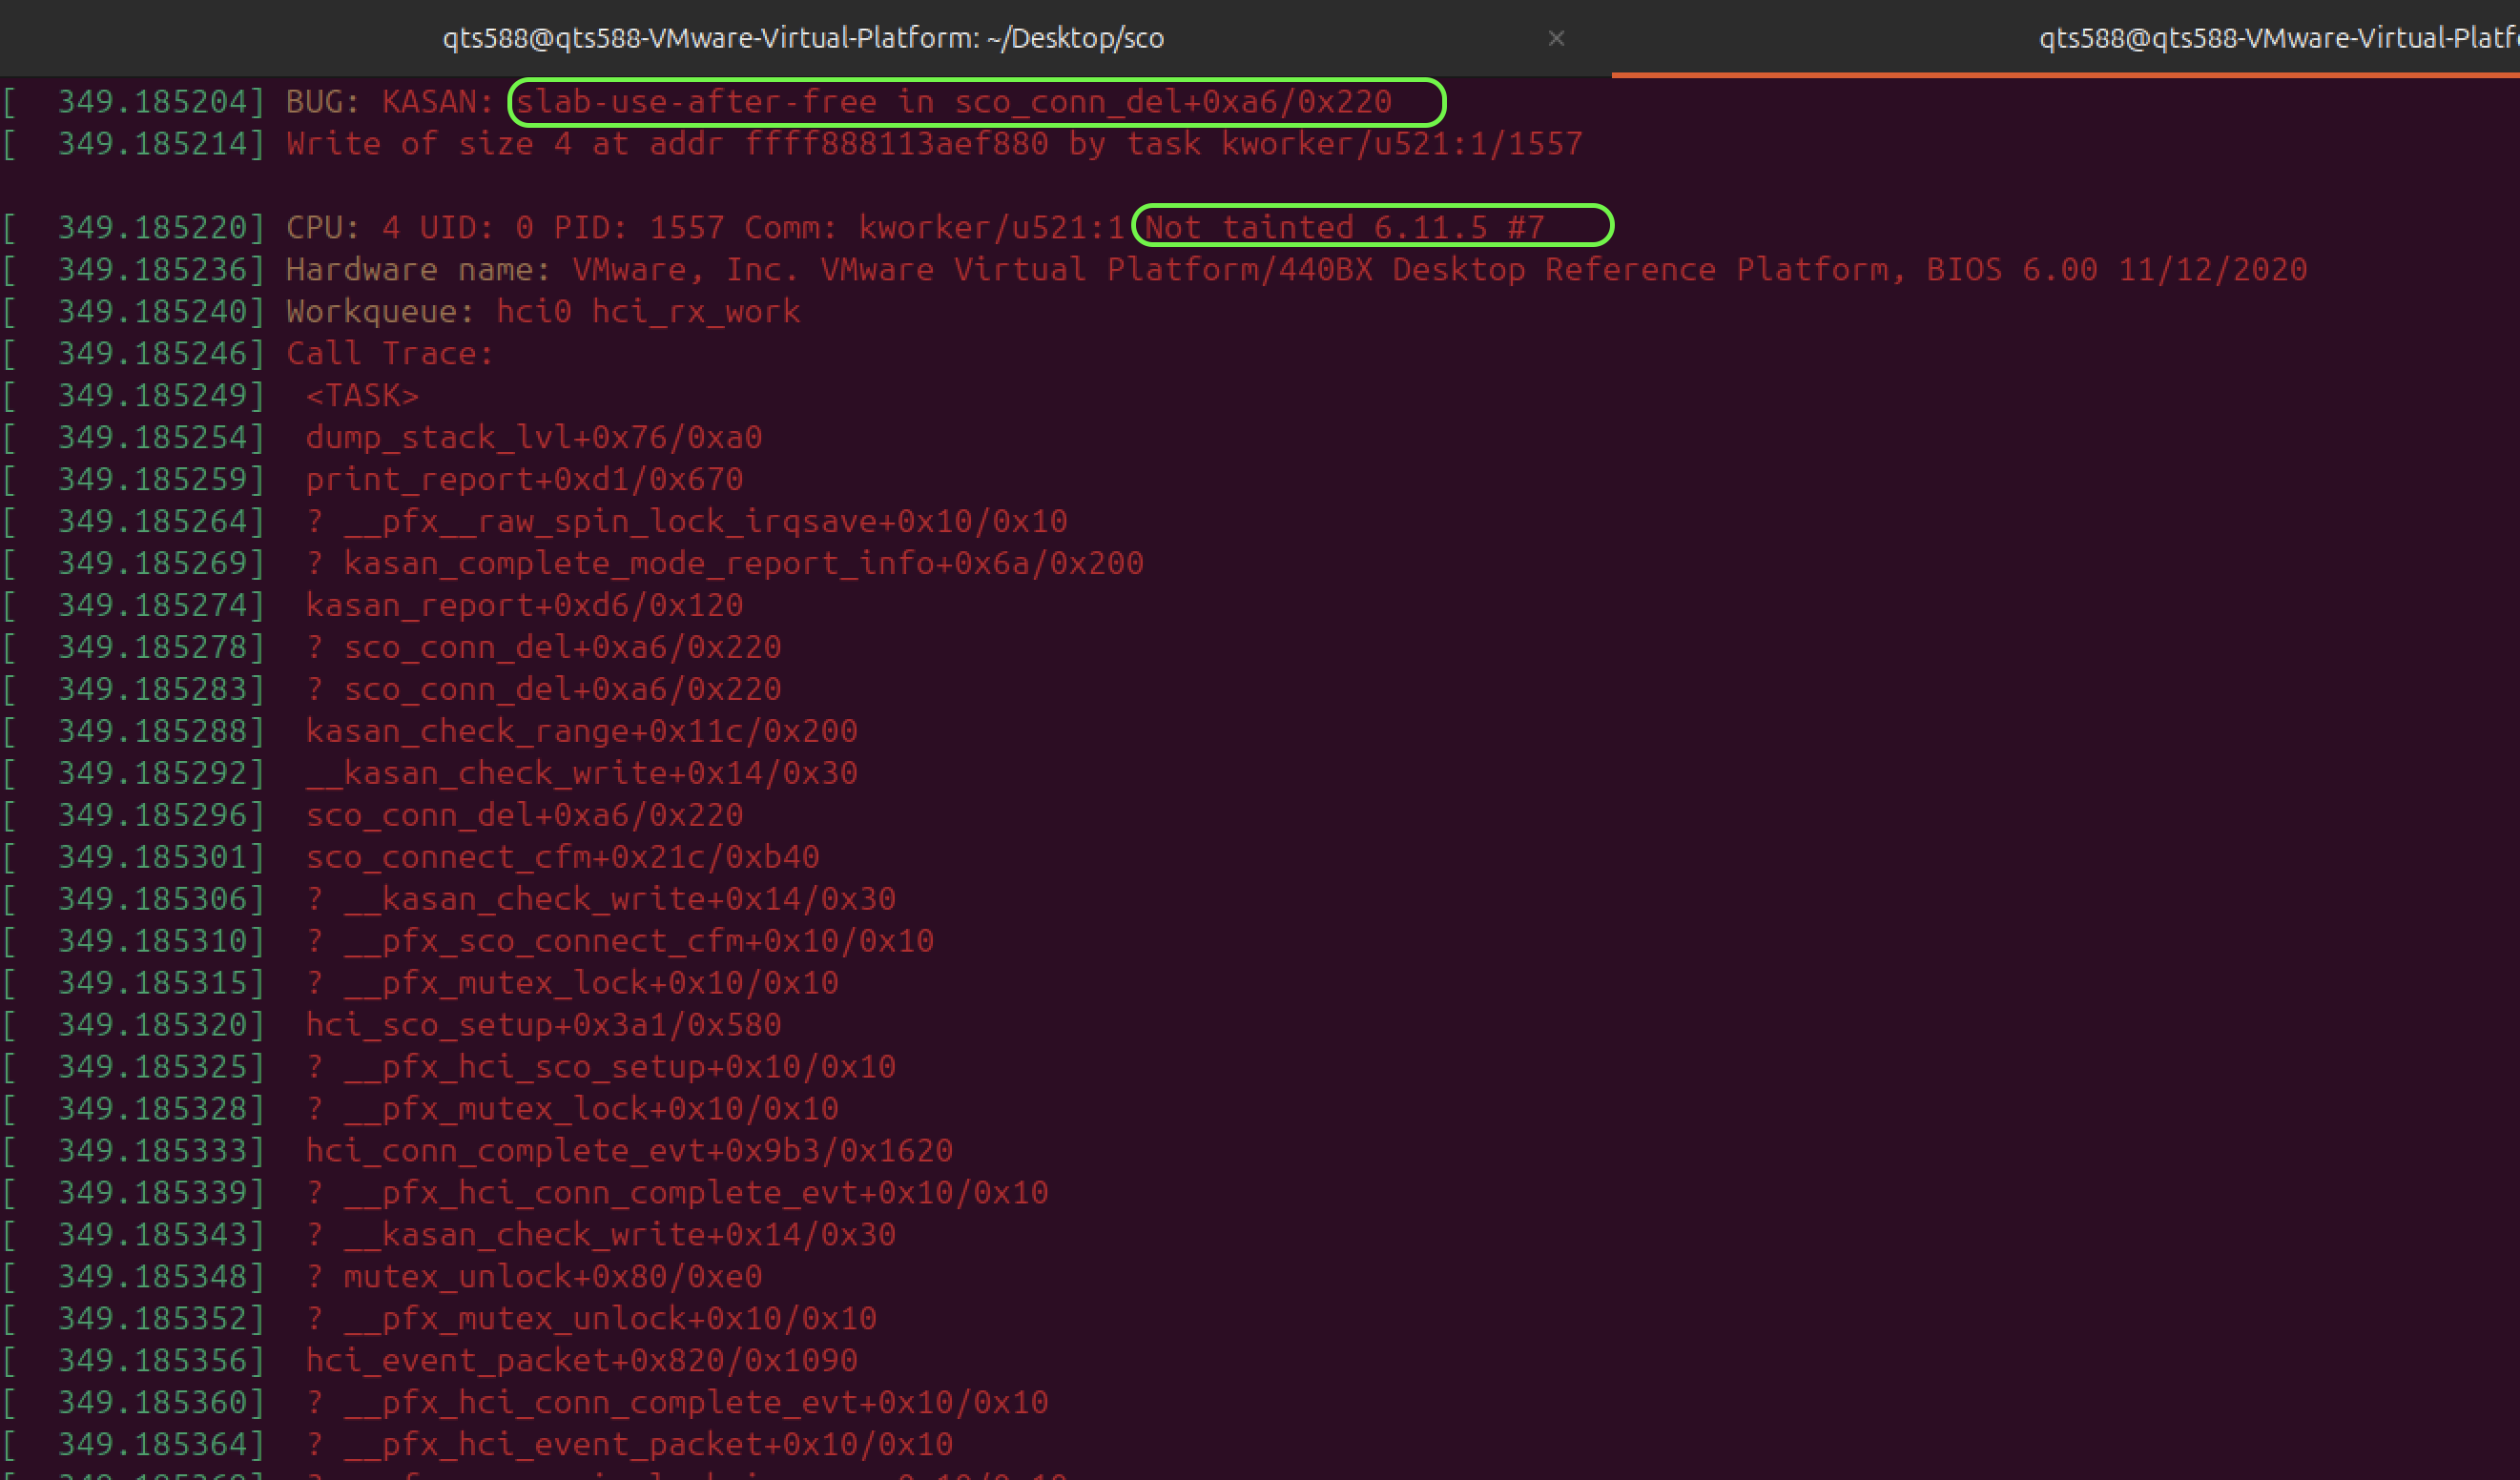 qts588@qts588-VMware-Virtual-Platform: ~/Desktop/sco × qts588@qts588-VMware-Virtual-Platf
[ 349.185204] BUG: KASAN: slab-use-after-free in sco_conn_del+0xa6/0x220
[ 349.185214] Write of size 4 at addr ffff888113aef880 by task kworker/u521:1/1557
[ 349.185220] CPU: 4 UID: 0 PID: 1557 Comm: kworker/u521:1 Not tainted 6.11.5 #7
[ 349.185236] Hardware name: VMware, Inc. VMware Virtual Platform/440BX Desktop Reference Platform, BIOS 6.00 11/12/2020
[ 349.185240] Workqueue: hci0 hci_rx_work
[ 349.185246] Call Trace:
[ 349.185249] <TASK>
[ 349.185254] dump_stack_lvl+0x76/0xa0
[ 349.185259] print_report+0xd1/0x670
[ 349.185264] ? __pfx__raw_spin_lock_irqsave+0x10/0x10
[ 349.185269] ? kasan_complete_mode_report_info+0x6a/0x200
[ 349.185274] kasan_report+0xd6/0x120
[ 349.185278] ? sco_conn_del+0xa6/0x220
[ 349.185283] ? sco_conn_del+0xa6/0x220
[ 349.185288] kasan_check_range+0x11c/0x200
[ 349.185292] __kasan_check_write+0x14/0x30
[ 349.185296] sco_conn_del+0xa6/0x220
[ 349.185301] sco_connect_cfm+0x21c/0xb40
[ 349.185306] ? __kasan_check_write+0x14/0x30
[ 349.185310] ? __pfx_sco_connect_cfm+0x10/0x10
[ 349.185315] ? __pfx_mutex_lock+0x10/0x10
[ 349.185320] hci_sco_setup+0x3a1/0x580
[ 349.185325] ? __pfx_hci_sco_setup+0x10/0x10
[ 349.185328] ? __pfx_mutex_lock+0x10/0x10
[ 349.185333] hci_conn_complete_evt+0x9b3/0x1620
[ 349.185339] ? __pfx_hci_conn_complete_evt+0x10/0x10
[ 349.185343] ? __kasan_check_write+0x14/0x30
[ 349.185348] ? mutex_unlock+0x80/0xe0
[ 349.185352] ? __pfx_mutex_unlock+0x10/0x10
[ 349.185356] hci_event_packet+0x820/0x1090
[ 349.185360] ? __pfx_hci_conn_complete_evt+0x10/0x10
[ 349.185364] ? __pfx_hci_event_packet+0x10/0x10